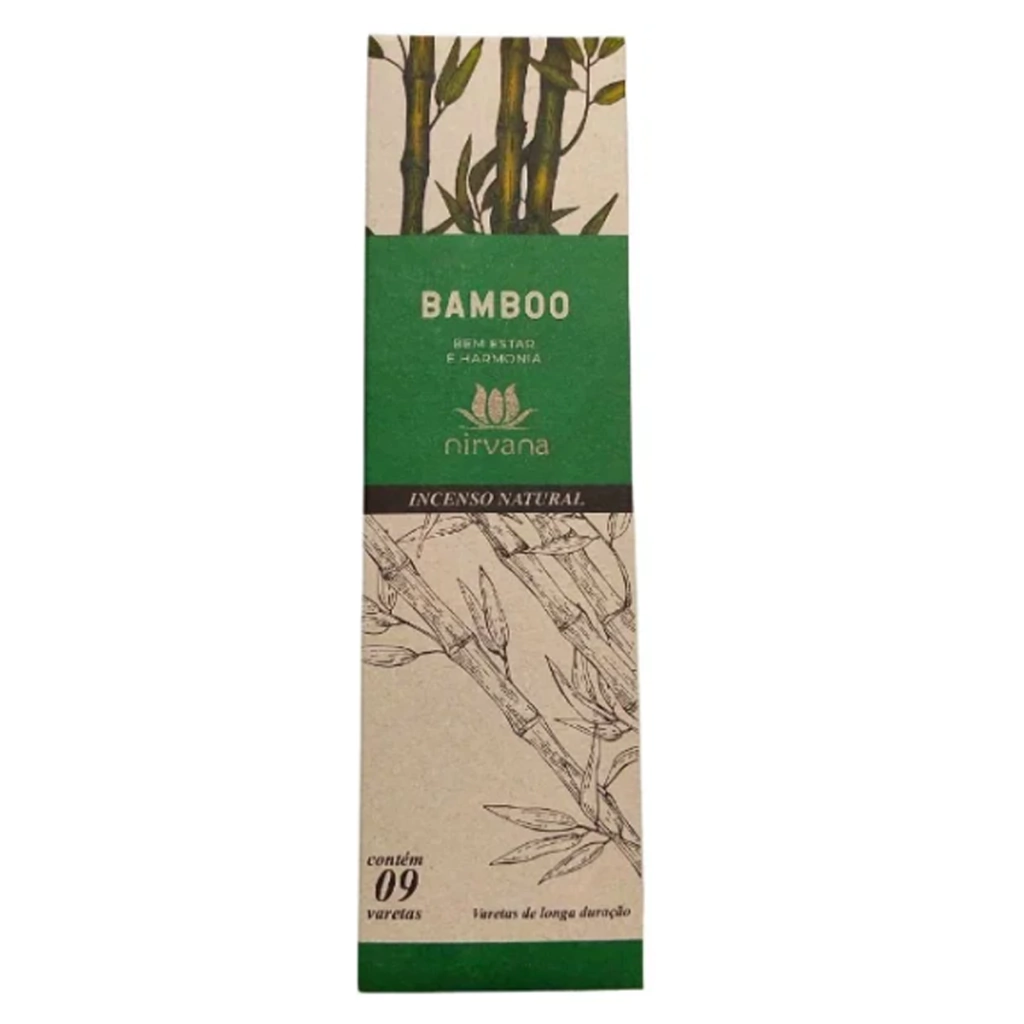 BAMBOO
BEM ESTAR
E HARMONIA
nirvana
INCENSO NATURAL
contém
09
varetas
Varetas de longa duração